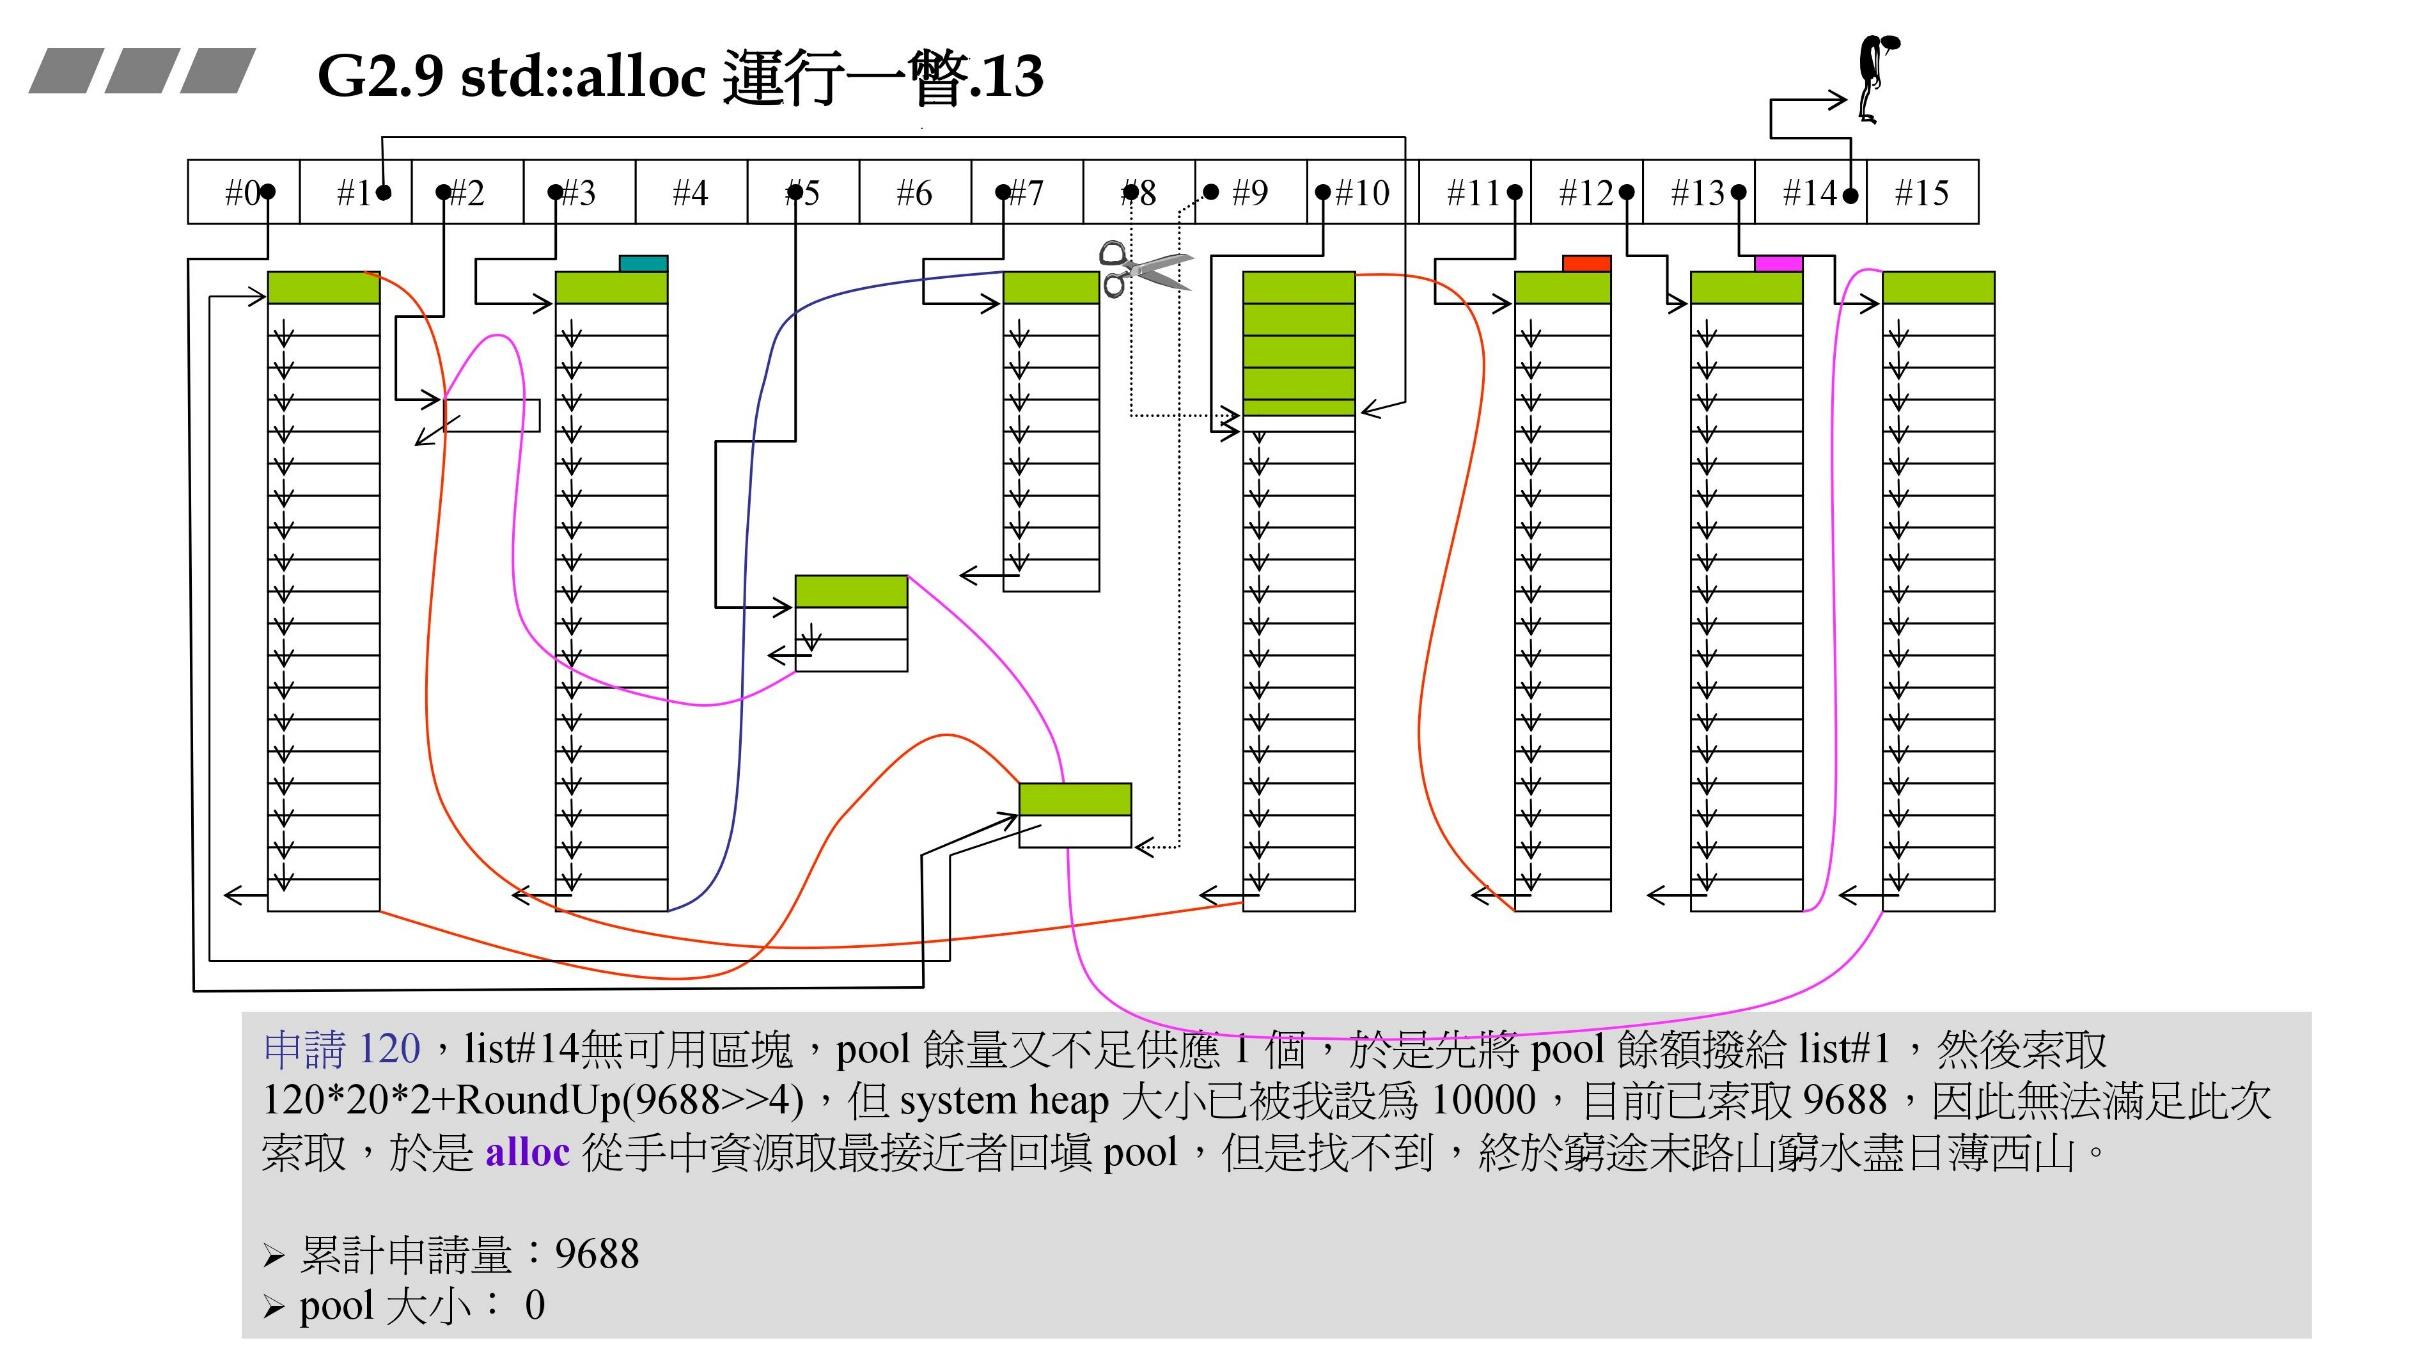 G2.9 std::alloc 運行一瞥.13
#0 #1 #2 #3 #4 #5 #6 #7 #8 #9 #10 #11 #12 #13 #14 #15
申請 120，list#14無可用區塊，pool 餘量又不足供應 1 個，於是先將 pool 餘額撥給 list#1，然後索取
120*20*2+RoundUp(9688>>4)，但 system heap 大小已被我設為 10000，目前已索取 9688，因此無法滿足此次
索取，於是 alloc 從手中資源取最接近者回填 pool，但是找不到，終於窮途末路山窮水盡日薄西山。
➢ 累計申請量：9688
➢ pool 大小： 0